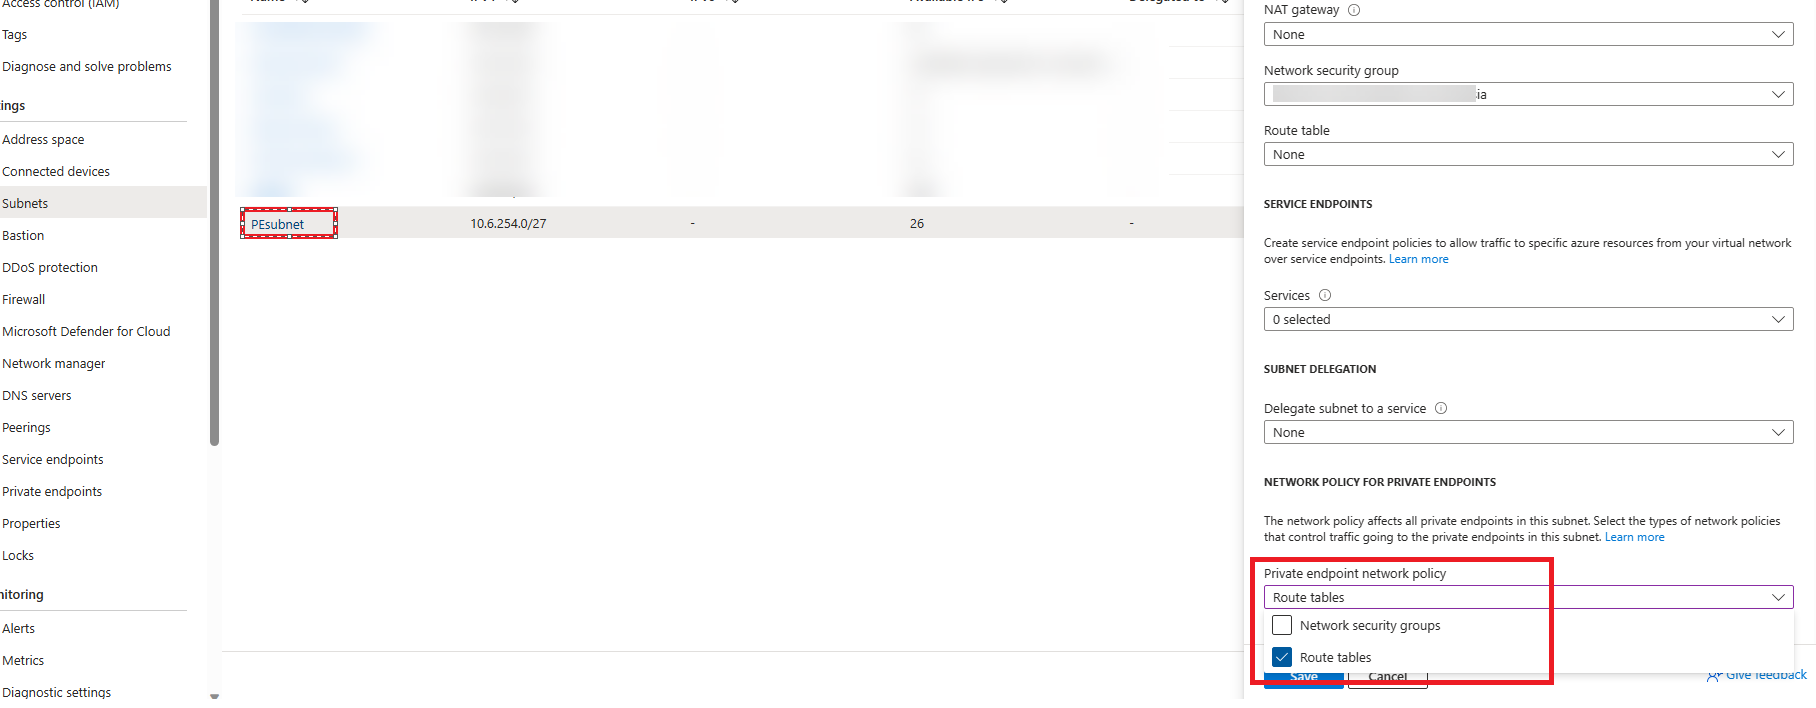 Access control (IAM)
Tags
Diagnose and solve problems
ings
Address space
Connected devices
Subnets
Bastion
DDoS protection
Firewall
Microsoft Defender for Cloud
Network manager
DNS servers
Peerings
Service endpoints
Private endpoints
Properties
Locks
nitoring
Alerts
Metrics
Diagnostic settings
PEsubnet 10.6.254.0/27 - 26 -
NAT gateway
None
Network security group
ia
Route table
None
SERVICE ENDPOINTS
Create service endpoint policies to allow traffic to specific azure resources from your virtual network
over service endpoints. Learn more
Services
0 selected
SUBNET DELEGATION
Delegate subnet to a service
None
NETWORK POLICY FOR PRIVATE ENDPOINTS
The network policy affects all private endpoints in this subnet. Select the types of network policies
that control traffic going to the private endpoints in this subnet. Learn more
Private endpoint network policy
Route tables
Network security groups
Route tables
Save Cancel
Give feedback